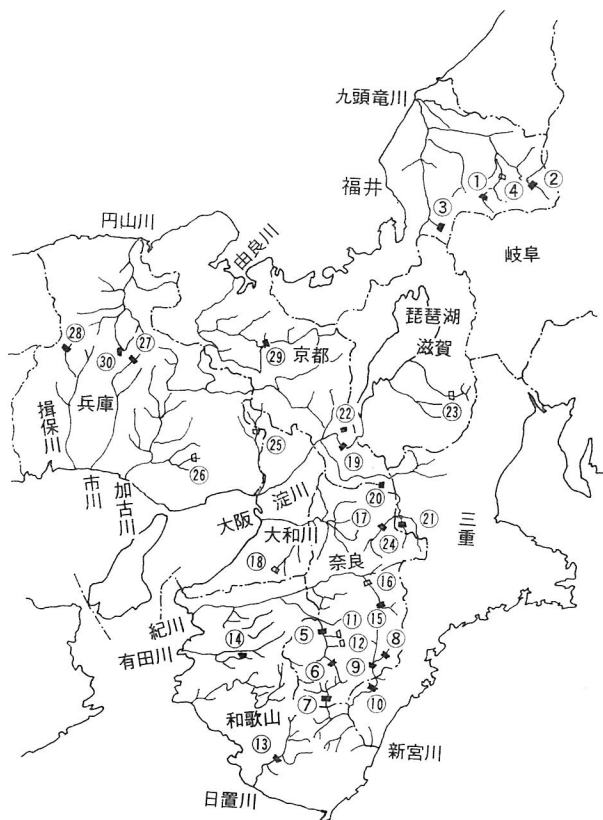 九頭竜川
福井
①
④
②
③
岐阜
円山川
由良川
琵琶湖
滋賀
㉘
㉚
㉗
兵庫
㉙
京都
㉓
揖保川
市川
加古川
㉖
㉕
㉒
⑲
淀川
大阪
大和川
⑳
⑰
㉑
㉔
三重
⑱
奈良
⑯
紀川
有田川
⑭
⑤
⑪
⑫
⑮
⑧
⑥
⑨
⑦
⑩
和歌山
⑬
新宮川
日置川